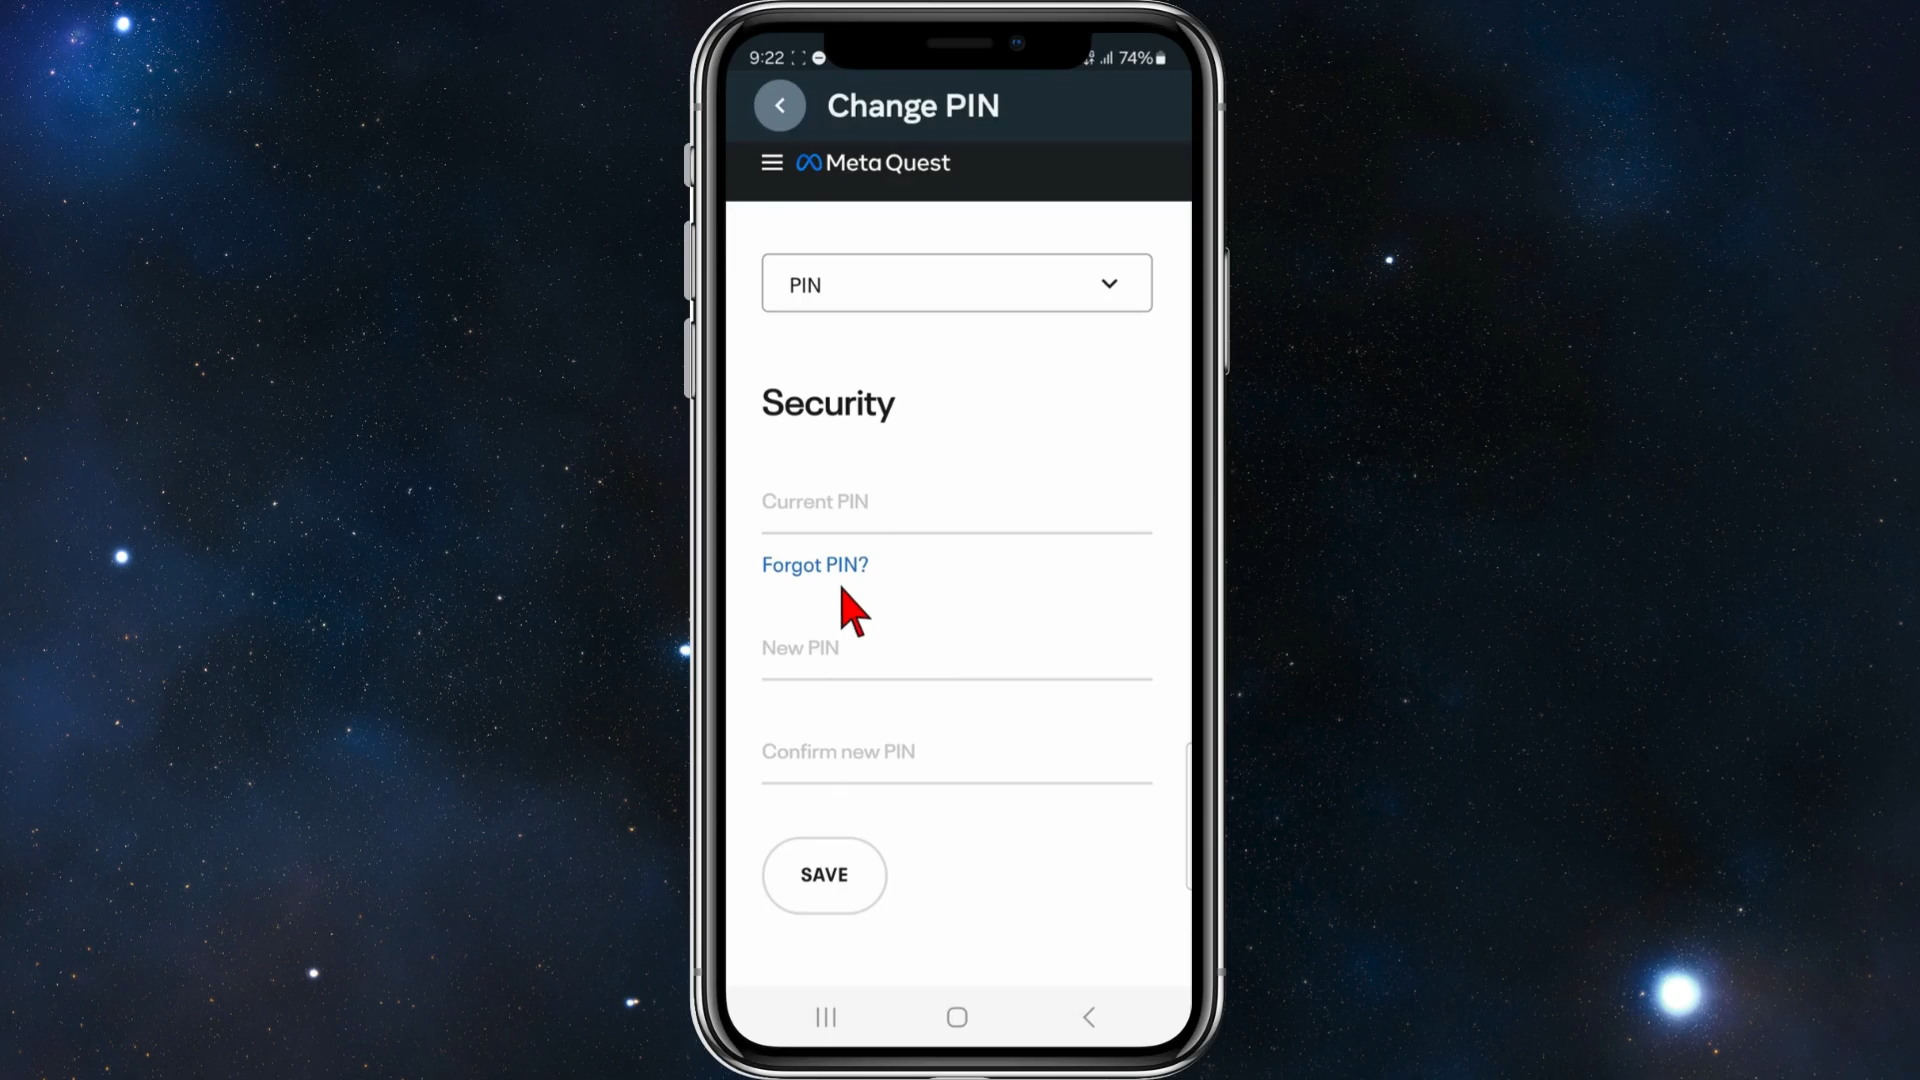 9:22 74%
Change PIN
Meta Quest
PIN
Security
Current PIN
Forgot PIN?
New PIN
Confirm new PIN
SAVE